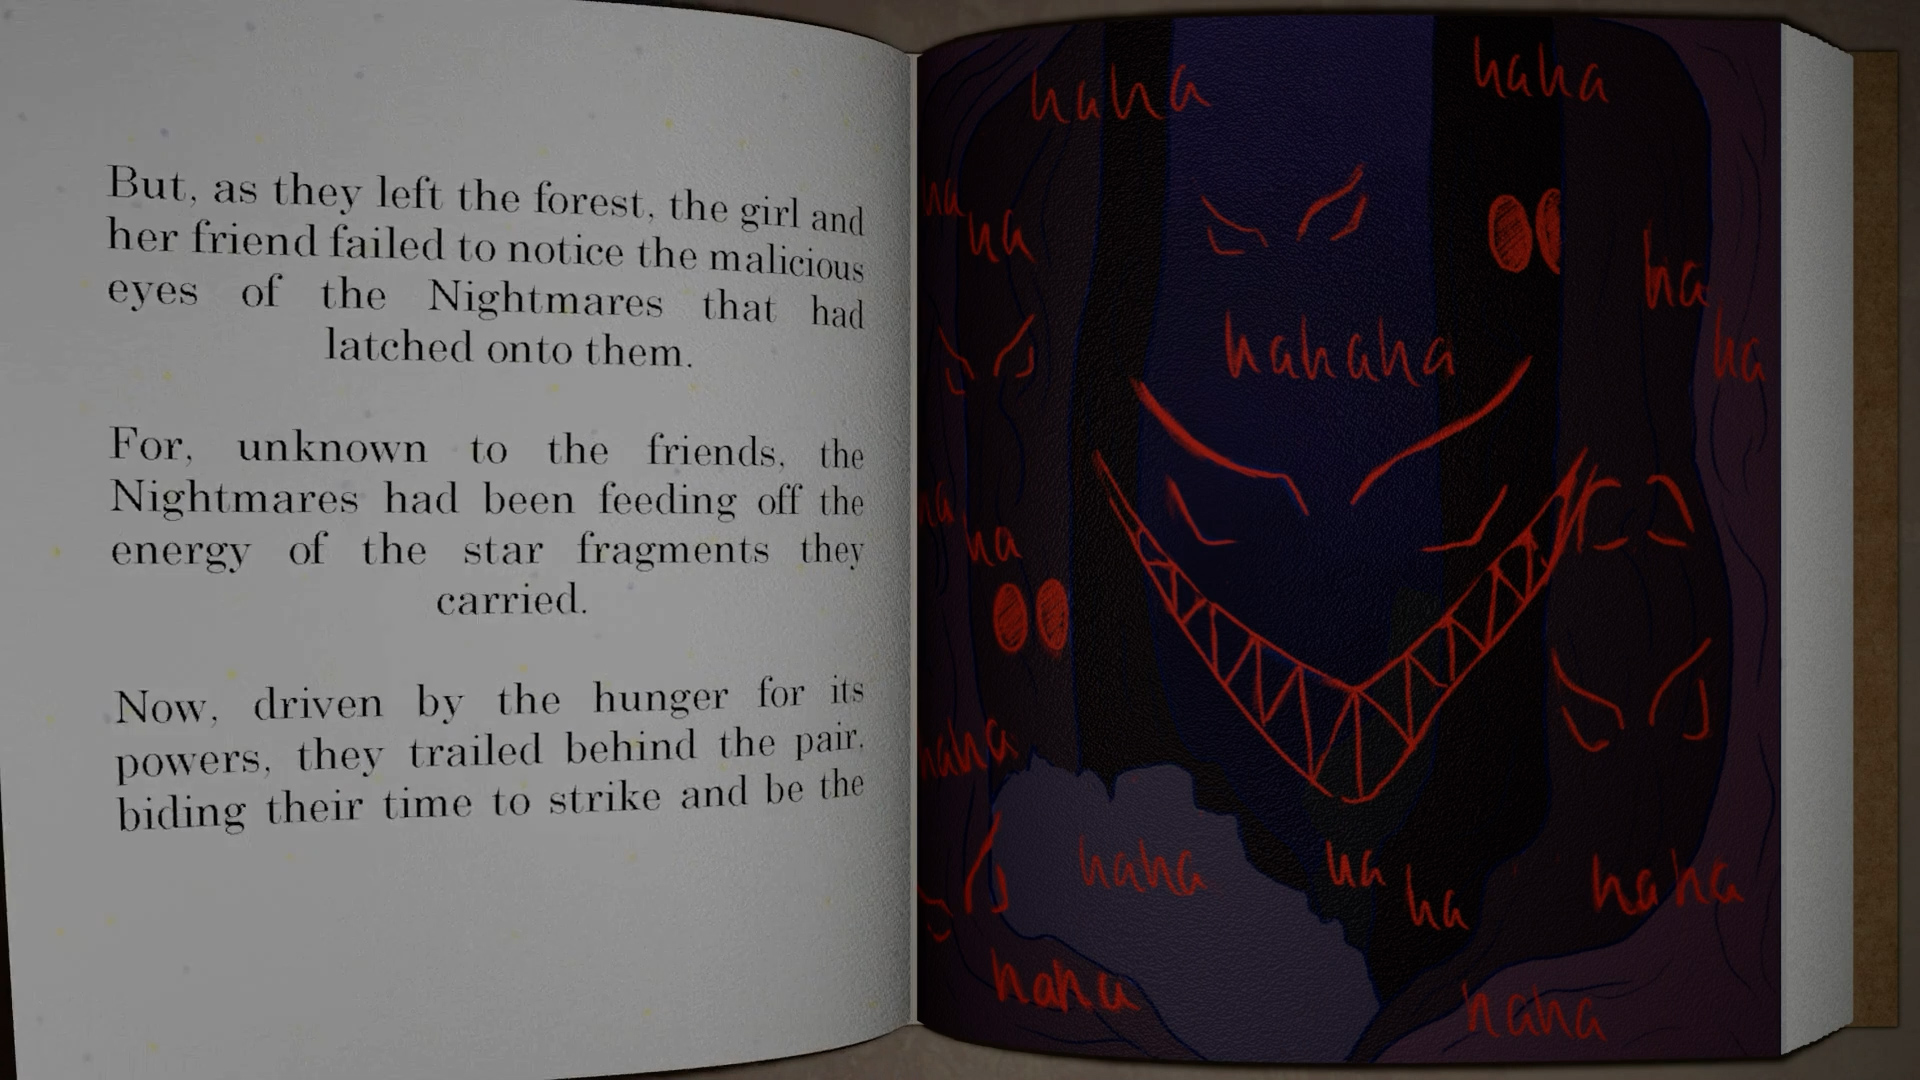 But, as they left the forest, the girl and
her friend failed to notice the malicious
eyes of the Nightmares that had
latched onto them.
For, unknown to the friends, the
Nightmares had been feeding off the
energy of the star fragments they
carried.
Now, driven by the hunger for its
powers, they trailed behind the pair,
biding their time to strike and be the
haha
haha
ha
ha
ha
ha
hahaha
ha
ha
haha
haha
ha
ha
haha
haha
haha